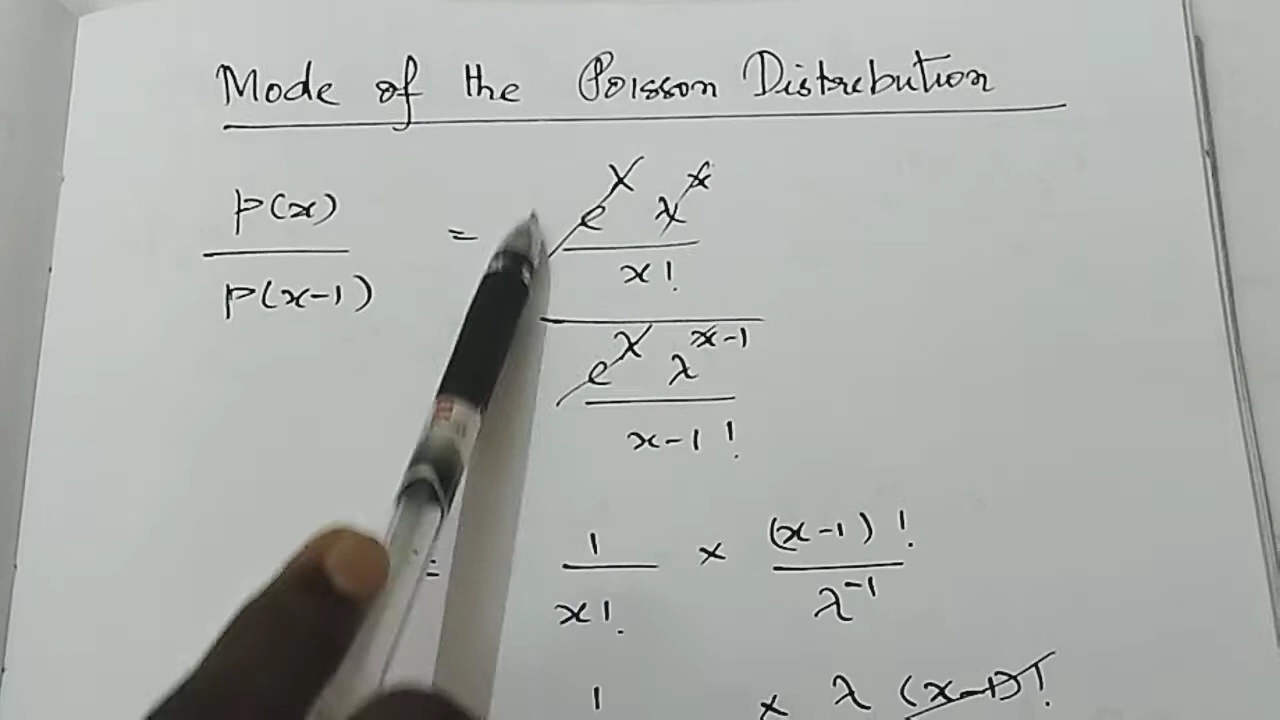 Mode of the Poisson Distribution
p(x) / p(x-1) = (e^λ λ^x / x!) / (e^λ λ^x-1 / x-1 !)
= 1 / x! × (x-1)! / λ^-1
1 × λ (x-1)!